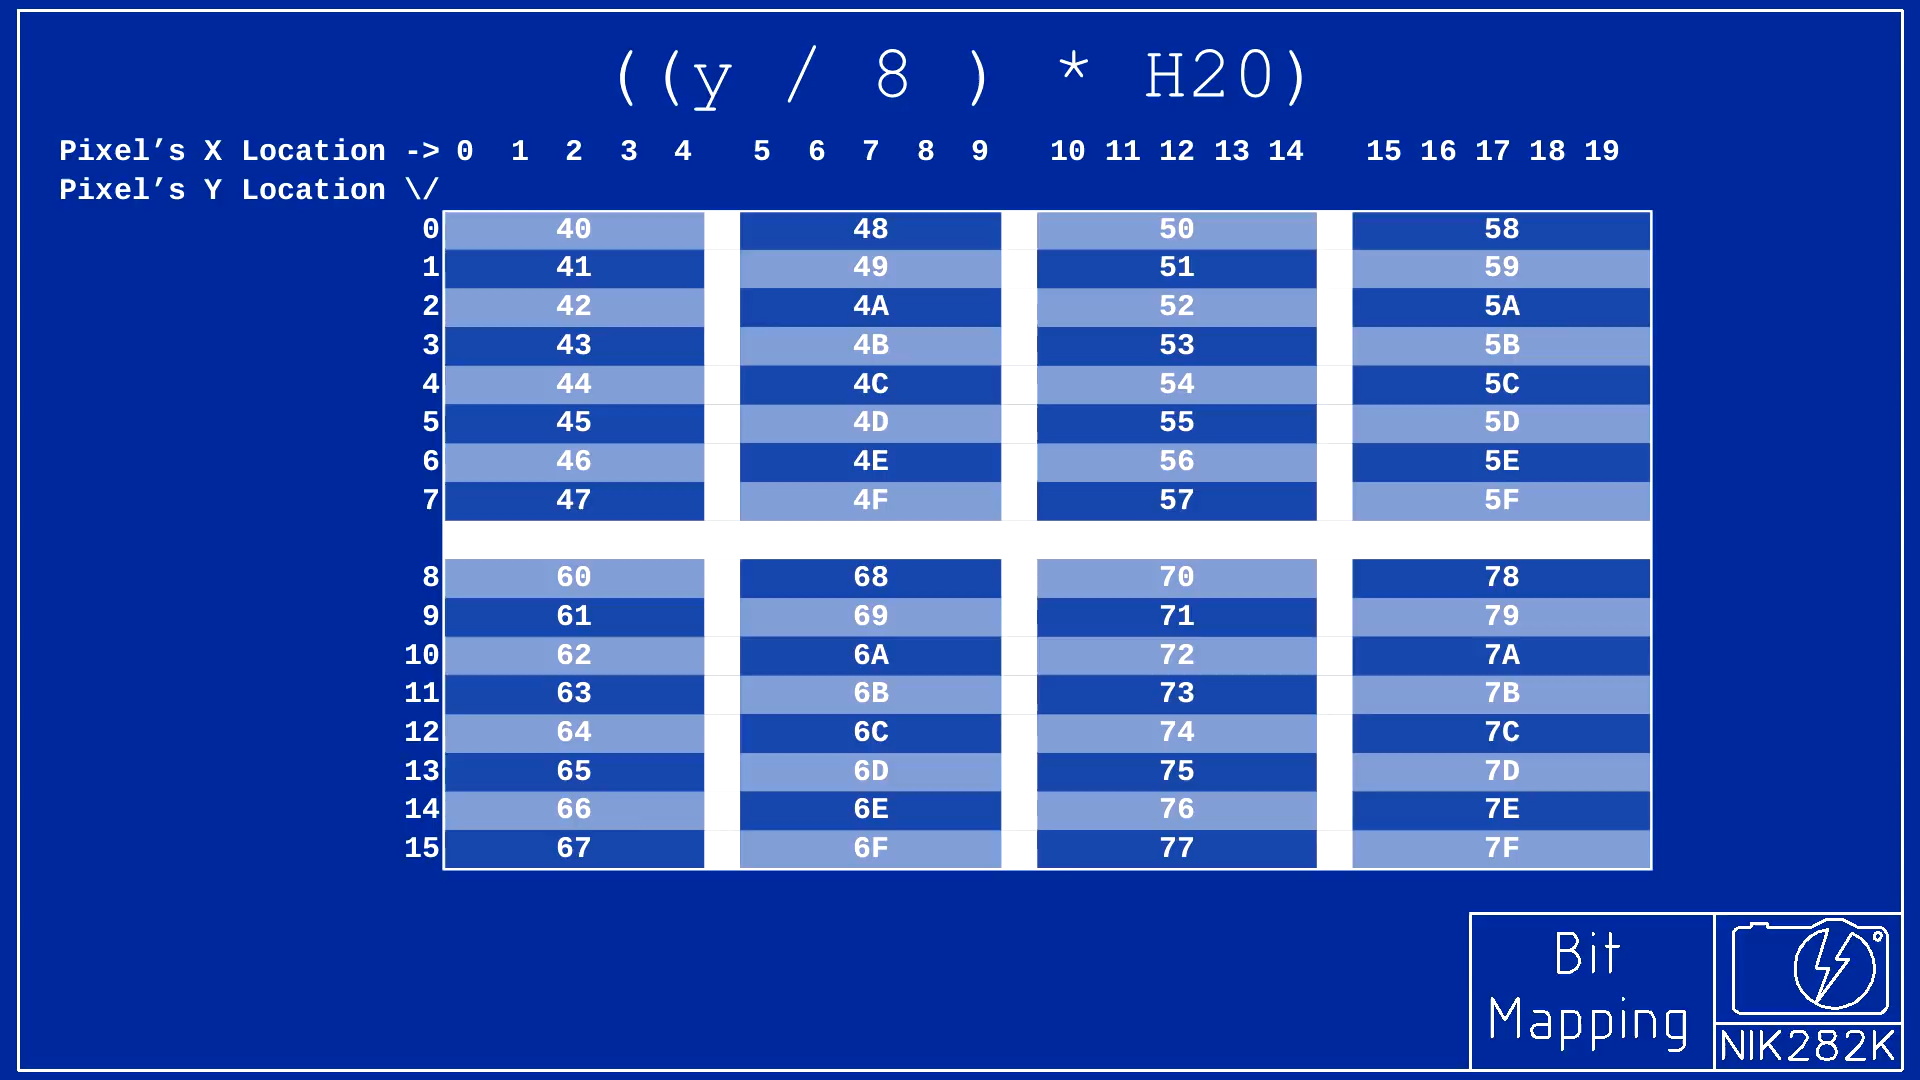 ((y / 8 ) * H20)
Pixel’s X Location -> 0 1 2 3 4 5 6 7 8 9 10 11 12 13 14 15 16 17 18 19
Pixel’s Y Location \/
0 40 48 50 58
1 41 49 51 59
2 42 4A 52 5A
3 43 4B 53 5B
4 44 4C 54 5C
5 45 4D 55 5D
6 46 4E 56 5E
7 47 4F 57 5F
8 60 68 70 78
9 61 69 71 79
10 62 6A 72 7A
11 63 6B 73 7B
12 64 6C 74 7C
13 65 6D 75 7D
14 66 6E 76 7E
15 67 6F 77 7F
Bit
Mapping
NIK282K